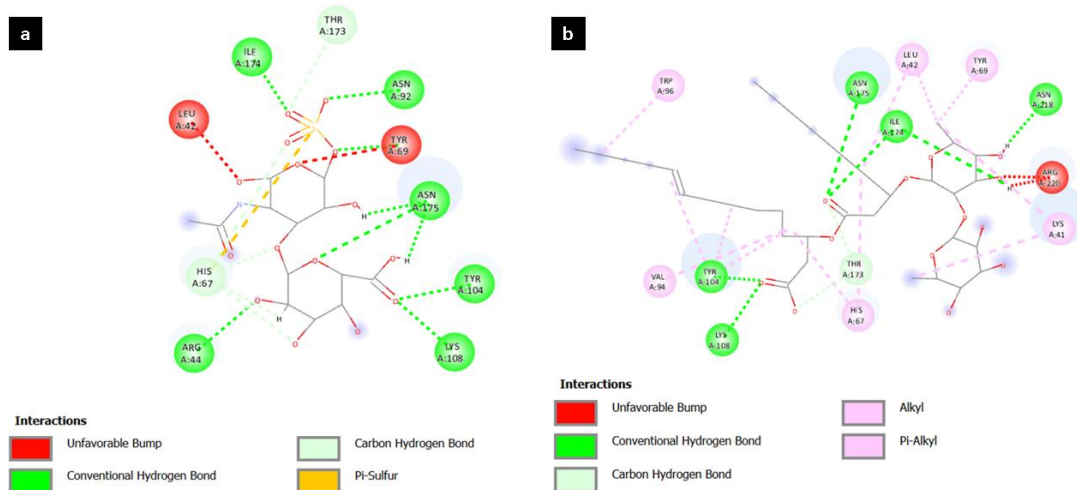 a
THR
A:173
ILE
A:174
ASN
A:92
LEU
A:42
TYR
A:69
ASN
A:175
HIS
A:67
TYR
A:104
ARG
A:44
LYS
A:108
Interactions
Unfavorable Bump
Conventional Hydrogen Bond
Carbon Hydrogen Bond
Pi-Sulfur
b
LEU
A:42
TYR
A:69
TRP
A:96
ASN
A:175
ASN
A:218
ILE
A:174
ARG
A:220
LYS
A:41
THR
A:173
VAL
A:94
TYR
A:104
HIS
A:67
LYS
A:108
Interactions
Unfavorable Bump
Conventional Hydrogen Bond
Carbon Hydrogen Bond
Alkyl
Pi-Alkyl